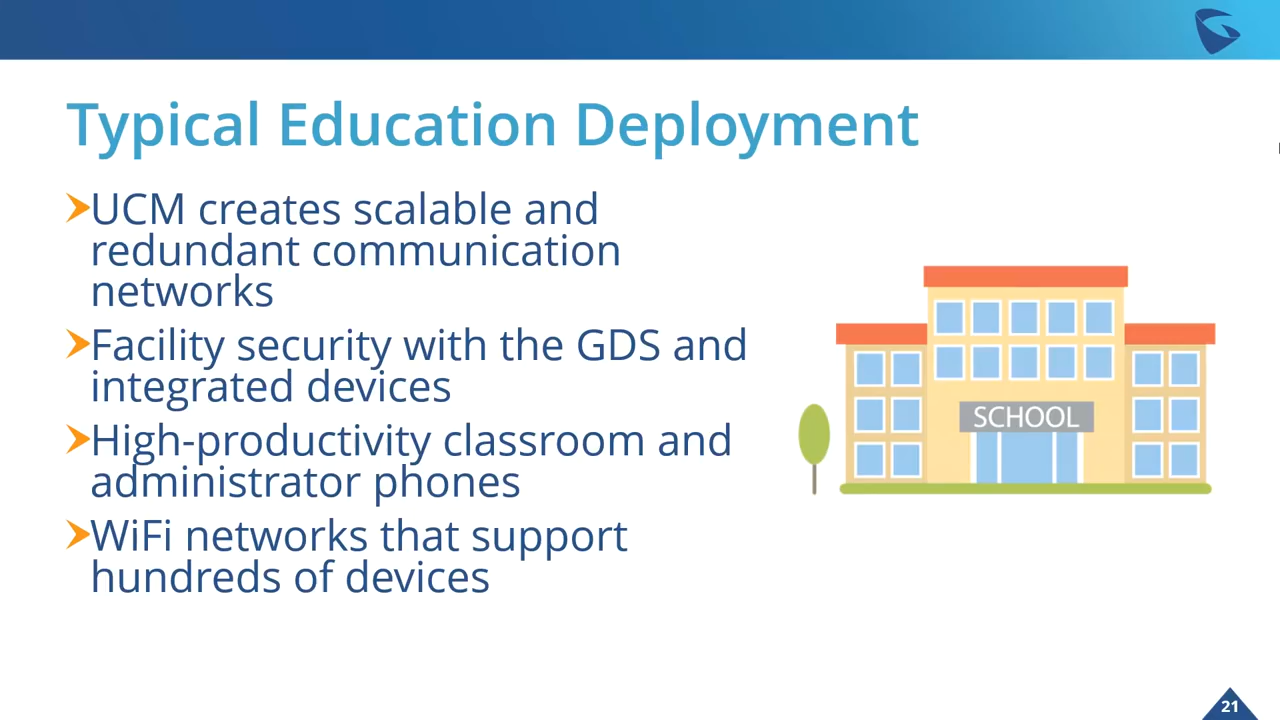 Typical Education Deployment
UCM creates scalable and
redundant communication
networks
Facility security with the GDS and
integrated devices
High-productivity classroom and
administrator phones
WiFi networks that support
hundreds of devices
SCHOOL
21